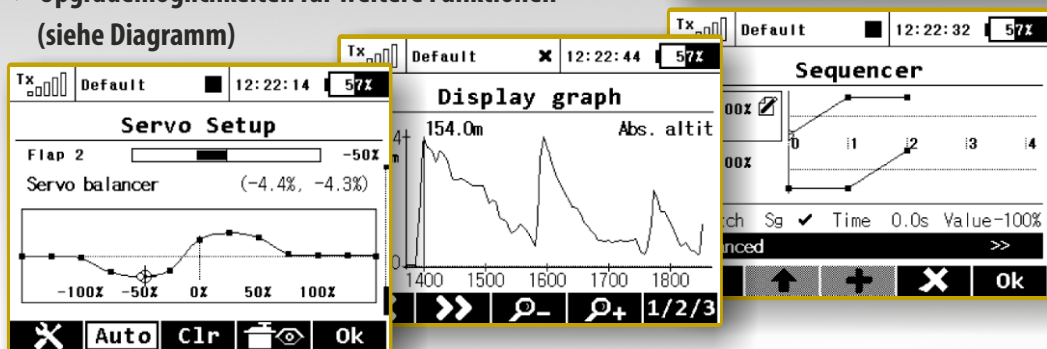 Upgrademöglichkeiten für weitere Funktionen
(siehe Diagramm)
Tx Default 12:22:14 57%
Servo Setup
Flap 2 -50%
Servo balancer (-4.4%, -4.3%)
-100% -50% 0% 50% 100%
Auto Clr Ok
Tx Default 12:22:44 57%
Display graph
154.0m Abs. altit
0
1400 1500 1600 1700 1800
>> 1/2/3
Tx Default 12:22:32 57%
Sequencer
00%
0 1 2 3 4
00%
ch Sg ✔ Time 0.0s Value-100%
nced >>
Ok